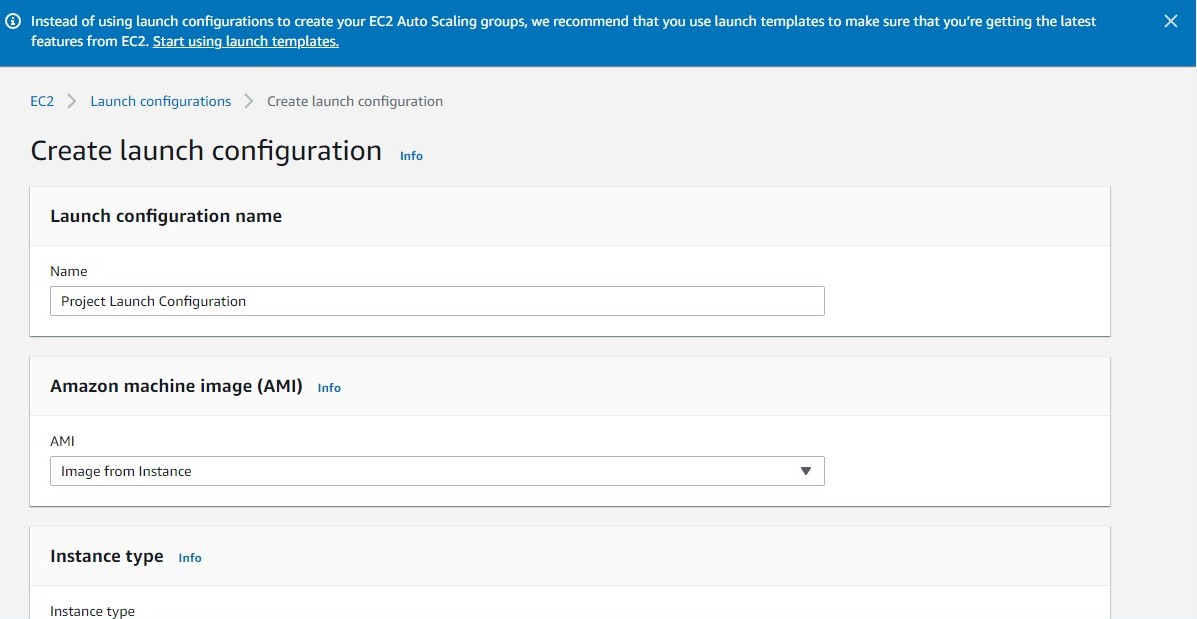 Instead of using launch configurations to create your EC2 Auto Scaling groups, we recommend that you use launch templates to make sure that you're getting the latest
features from EC2. Start using launch templates.
EC2 > Launch configurations > Create launch configuration
Create launch configuration Info
Launch configuration name
Name
Project Launch Configuration
Amazon machine image (AMI) Info
AMI
Image from Instance
Instance type Info
Instance type